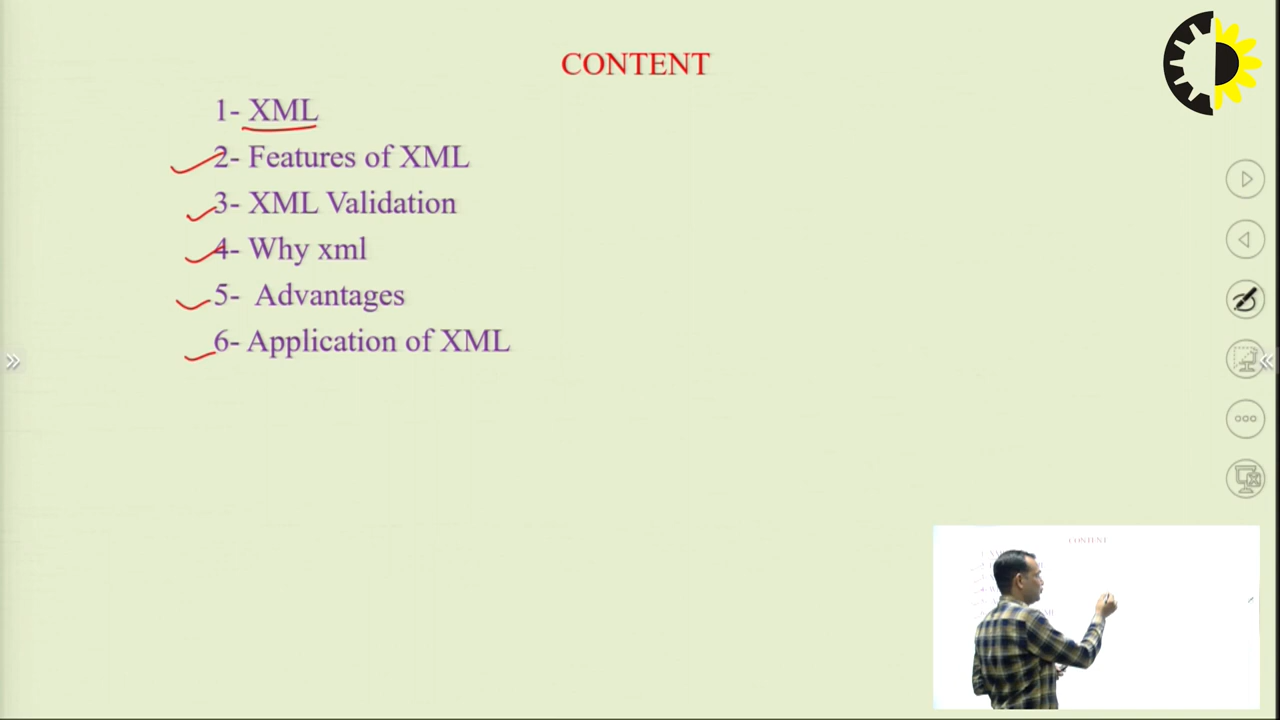 CONTENT
1- XML
2- Features of XML
3- XML Validation
4- Why xml
5- Advantages
6- Application of XML
CONTENT